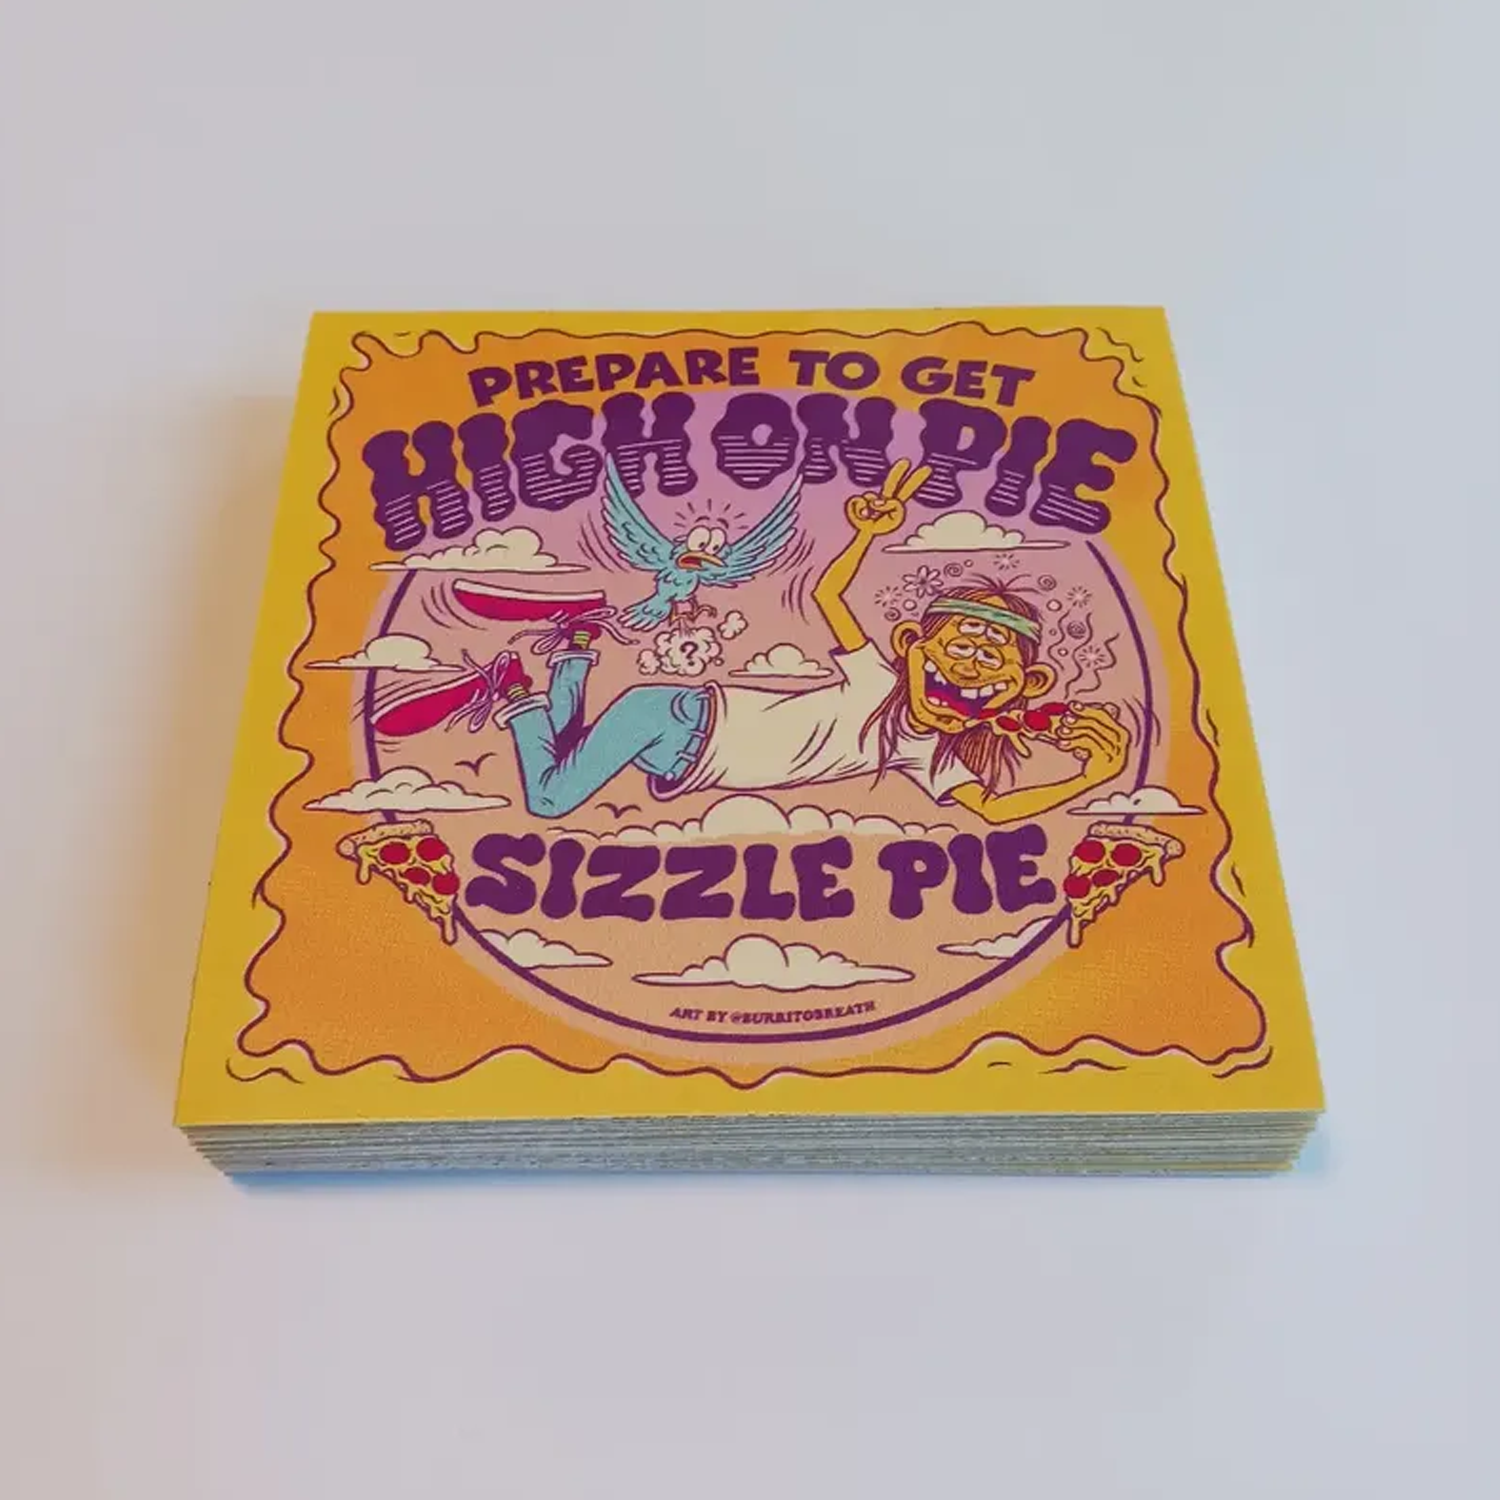 PREPARE TO GET
HIGH ON PIE
?
SIZZLE PIE
ART BY @BURRITOBREATH